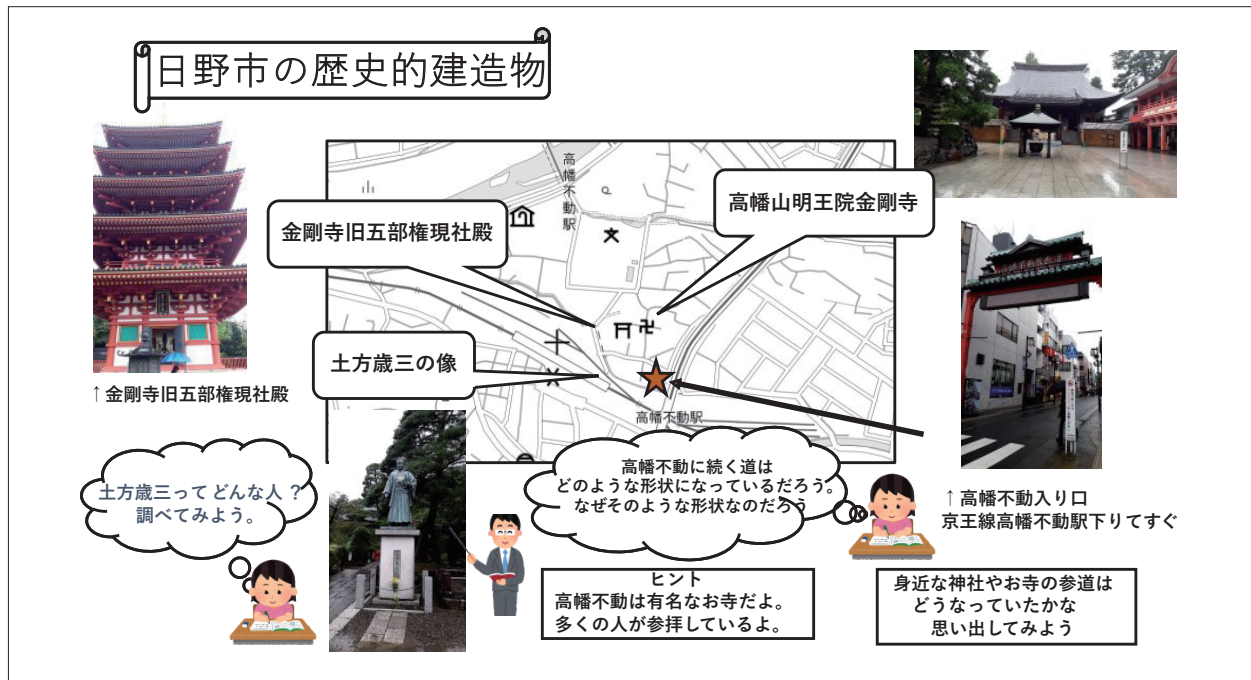 日野市の歴史的建造物
高幡不動駅
高幡山明王院金剛寺
金剛寺旧五部権現社殿
土方歳三の像
↑金剛寺旧五部権現社殿
高幡不動駅
土方歳三ってどんな人？
調べてみよう。
高幡不動に続く道は
どのような形状になっているだろう。
なぜそのような形状なのだろう
↑高幡不動入り口
京王線高幡不動駅下りてすぐ
ヒント
高幡不動は有名なお寺だよ。
多くの人が参拝しているよ。
身近な神社やお寺の参道は
どうなっていたかな
思い出してみよう